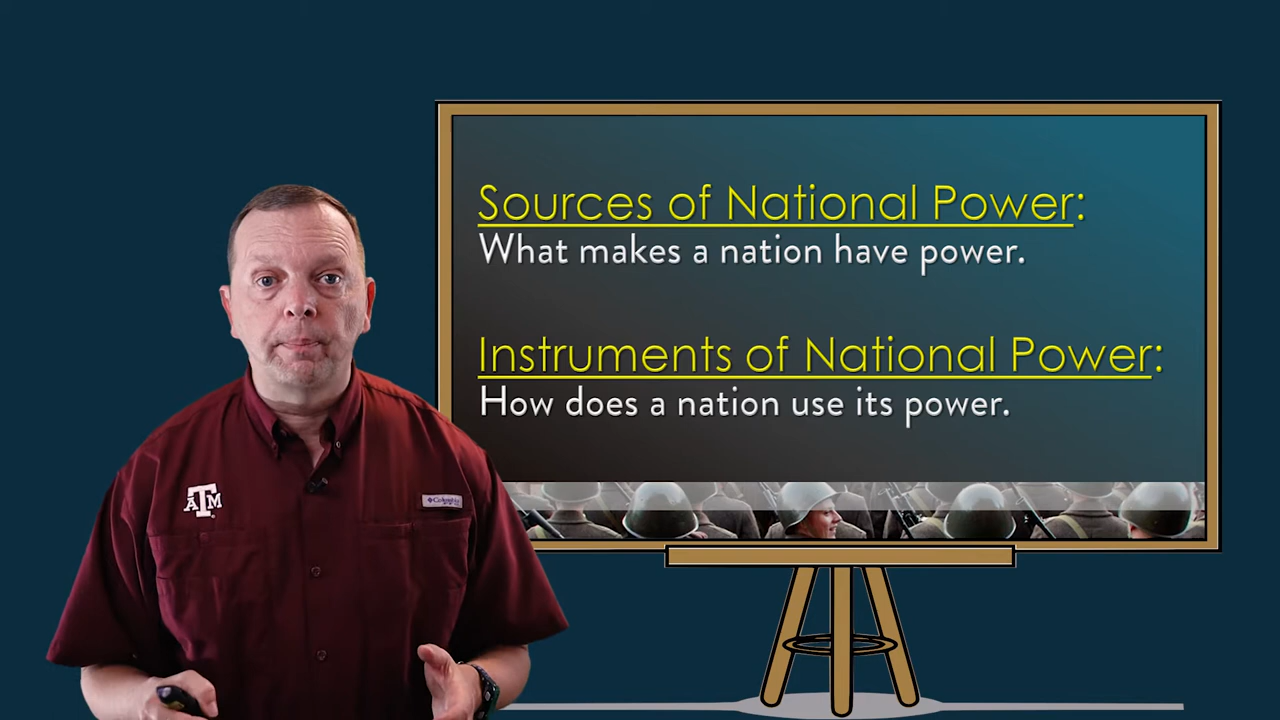 Sources of National Power:
What makes a nation have power.
Instruments of National Power:
How does a nation use its power.
ATM
Columbia